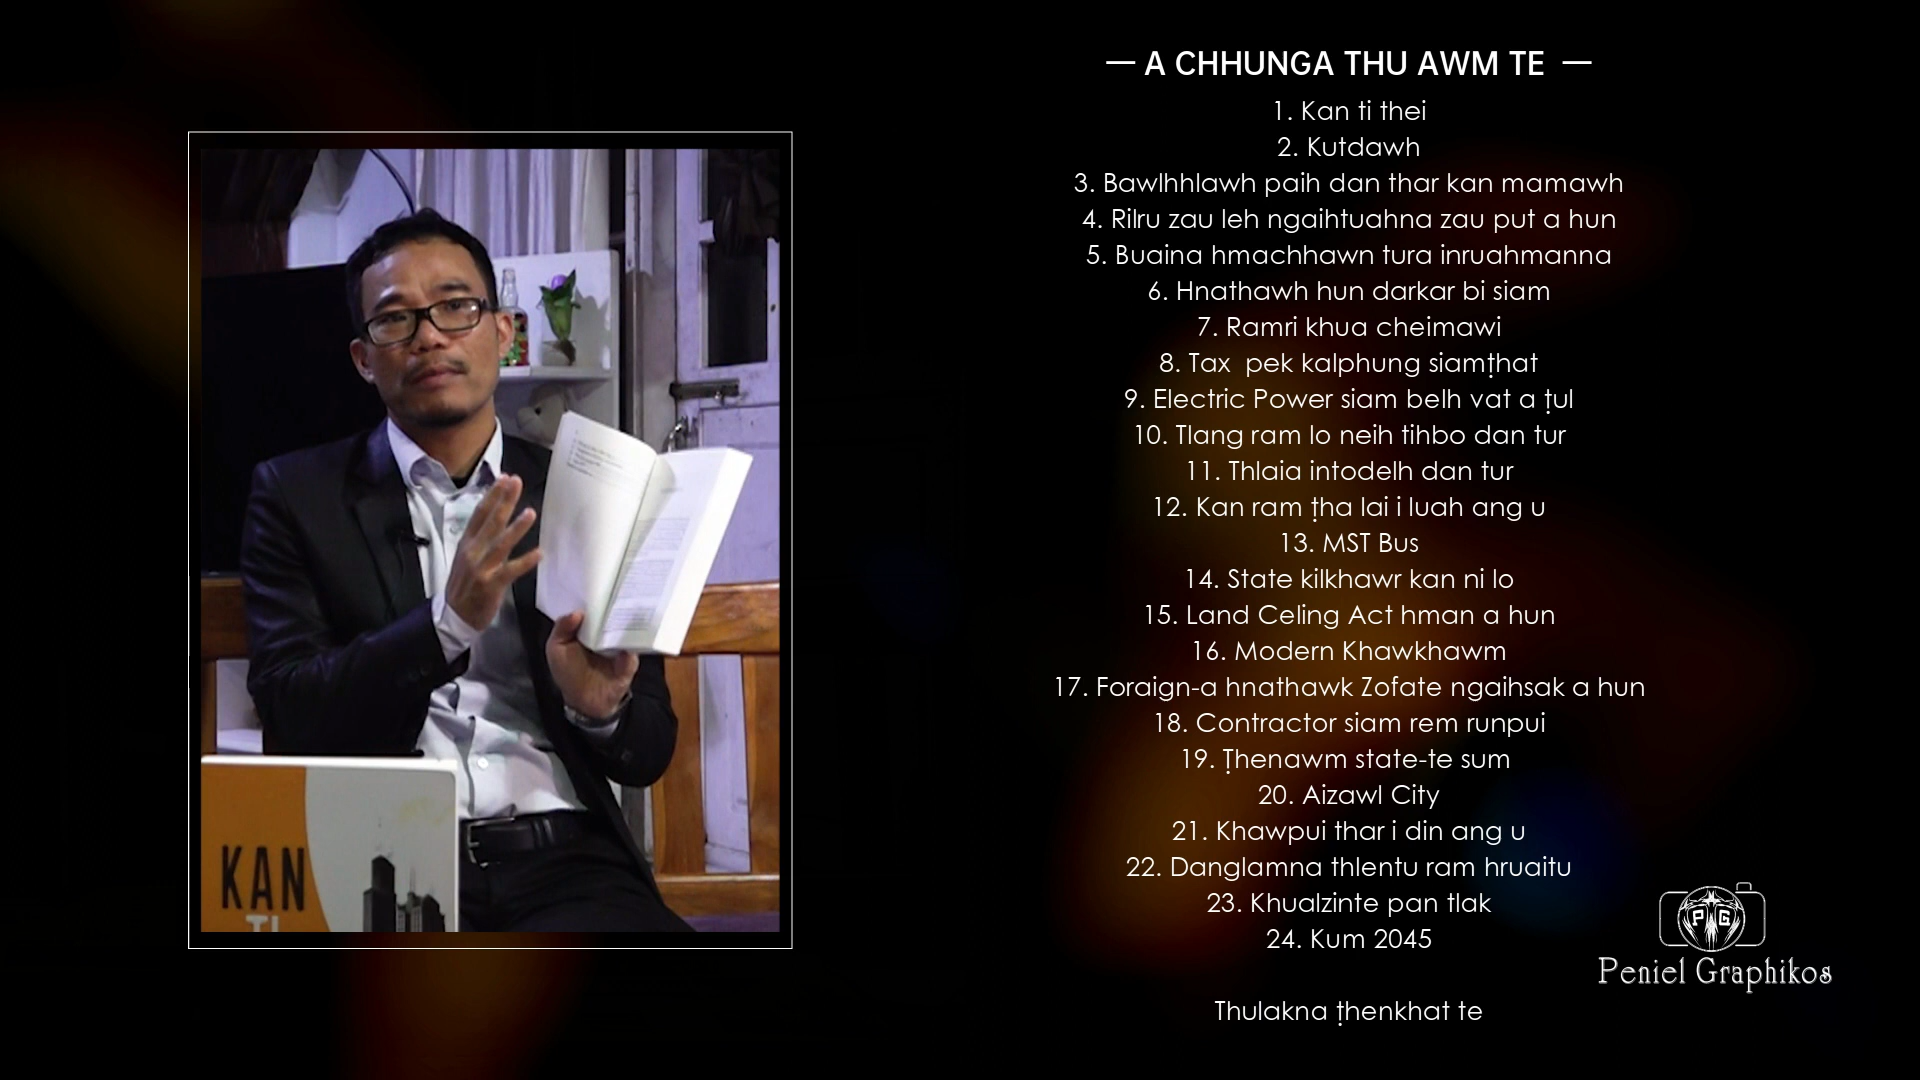 KAN
TI
— A CHHUNGA THU AWM TE —
1. Kan ti thei
2. Kutdawh
3. Bawlhhlawh paih dan thar kan mamawh
4. Rilru zau leh ngaihtuahna zau put a hun
5. Buaina hmachhawn tura inruahmanna
6. Hnathawh hun darkar bi siam
7. Ramri khua cheimawi
8. Tax  pek kalphung siamṭhat
9. Electric Power siam belh vat a ṭul
10. Tlang ram lo neih tihbo dan tur
11. Thlaia intodelh dan tur
12. Kan ram ṭha lai i luah ang u
13. MST Bus
14. State kilkhawr kan ni lo
15. Land Celing Act hman a hun
16. Modern Khawkhawm
17. Foraign-a hnathawk Zofate ngaihsak a hun
18. Contractor siam rem runpui
19. Ṭhenawm state-te sum
20. Aizawl City
21. Khawpui thar i din ang u
22. Danglamna thlentu ram hruaitu
23. Khualzinte pan tlak
24. Kum 2045
Thulakna ṭhenkhat te
PG
Peniel Graphikos